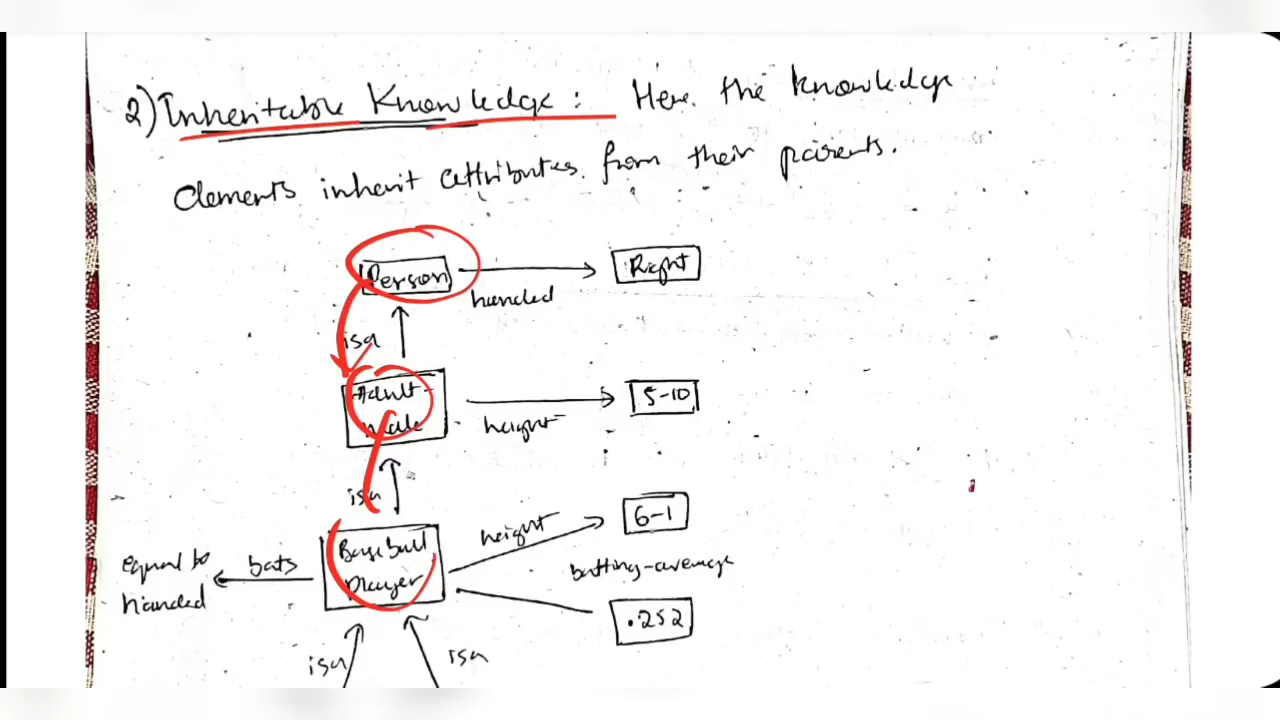 2) Inheritable Knowledge: Here the knowledge
Elements inherit attributes from their parents.
Person
Right
handed
isa
Adult-
male
5-10
height
isa
6-1
height
Baseball
player
equal to
handed
bats
batting-average
.252
isa
isa